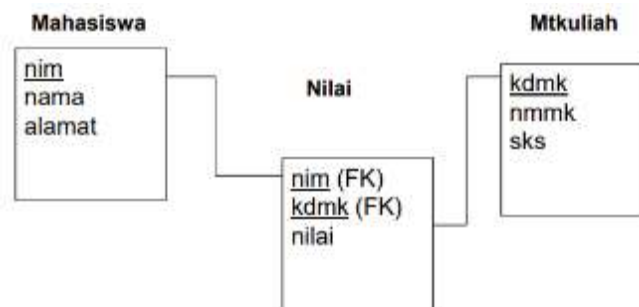 Mahasiswa
nim
nama
alamat
Nilai
nim (FK)
kdmk (FK)
nilai
Mtkuliah
kdmk
nmmk
sks